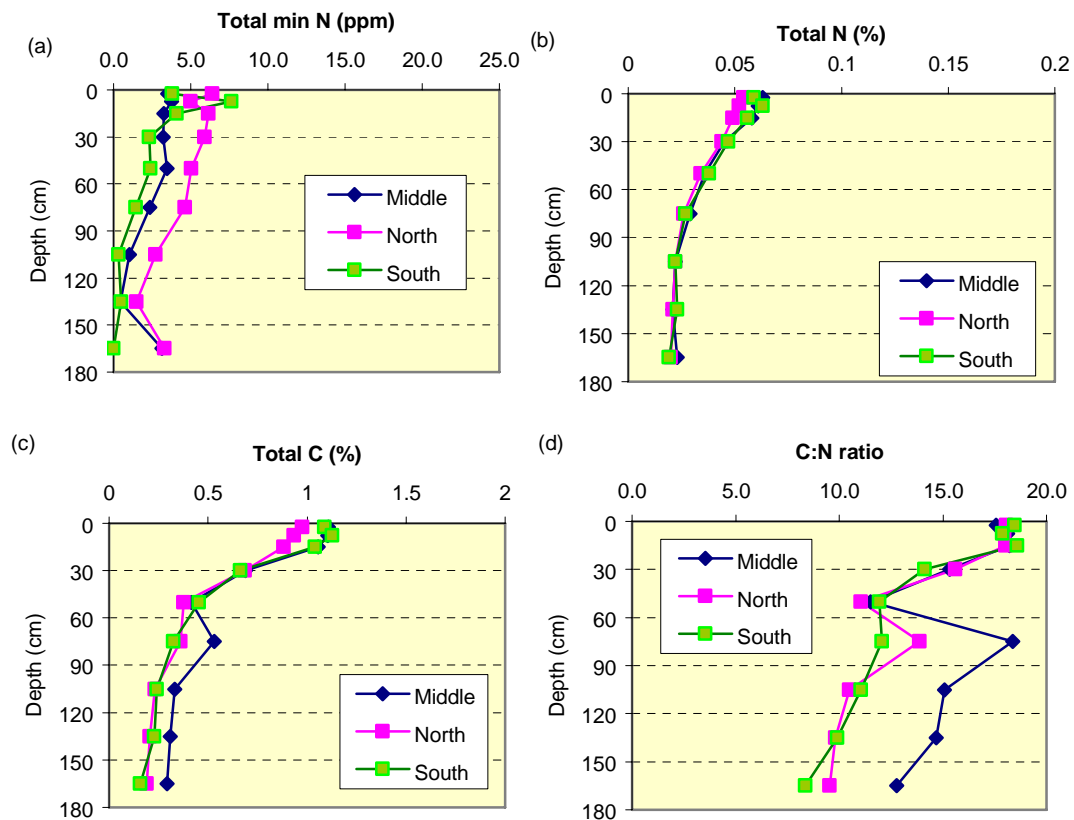 (a)
Total min N (ppm)
0.0 5.0 10.0 15.0 20.0 25.0
0
30
60
90
120
150
180
Depth (cm)
Middle
North
South
(b)
Total N (%)
0 0.05 0.1 0.15 0.2
0
30
60
90
120
150
180
Depth (cm)
Middle
North
South
(c)
Total C (%)
0 0.5 1 1.5 2
0
30
60
90
120
150
180
Depth (cm)
Middle
North
South
(d)
C:N ratio
0.0 5.0 10.0 15.0 20.0
0
30
60
90
120
150
180
Depth (cm)
Middle
North
South